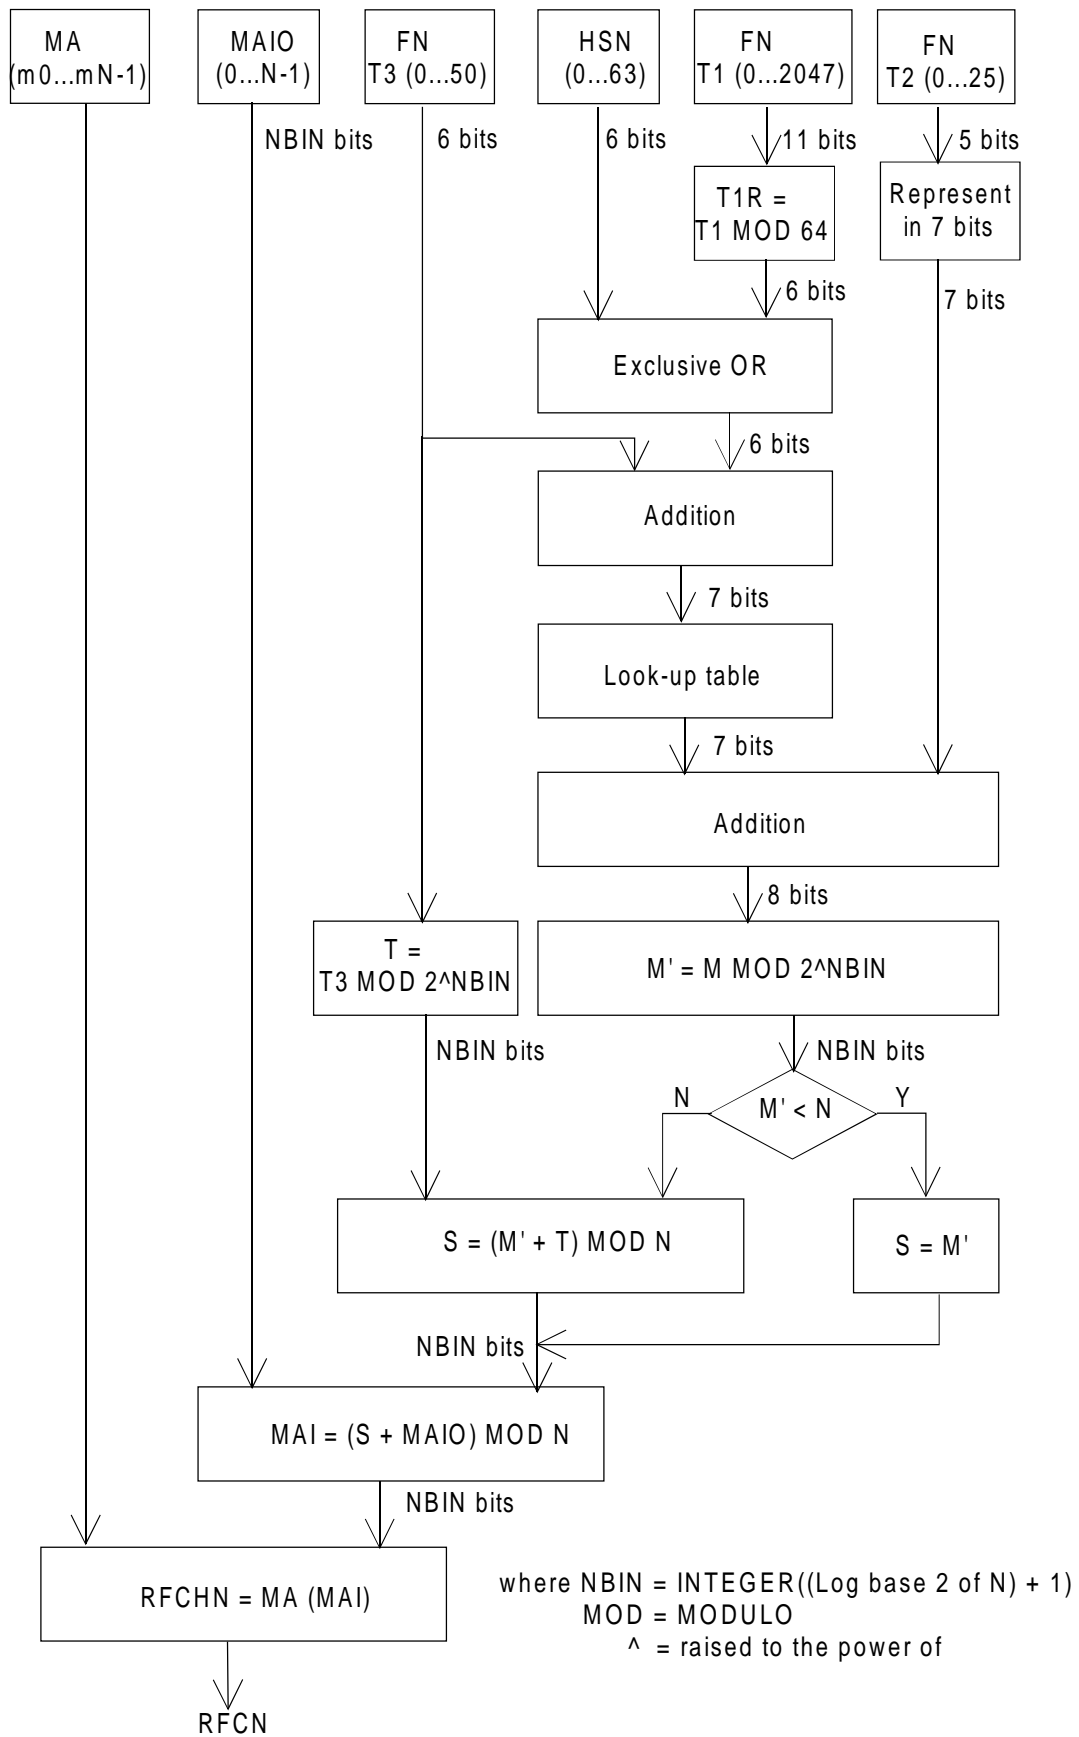 MA
(m0...mN-1)
MAIO
(0...N-1)
FN
T3 (0...50)
HSN
(0...63)
FN
T1 (0...2047)
FN
T2 (0...25)
NBIN bits
6 bits
6 bits
11 bits
5 bits
T1R =
T1 MOD 64
Represent
in 7 bits
6 bits
7 bits
Exclusive OR
6 bits
Addition
7 bits
Look-up table
7 bits
Addition
8 bits
T =
T3 MOD 2^NBIN
M' = M MOD 2^NBIN
NBIN bits
NBIN bits
N
M' < N
Y
S = (M' + T) MOD N
S = M'
NBIN bits
MAI = (S + MAIO) MOD N
NBIN bits
RFCHN = MA (MAI)
where NBIN = INTEGER((Log base 2 of N) + 1)
MOD = MODULO
^ = raised to the power of
RFCN